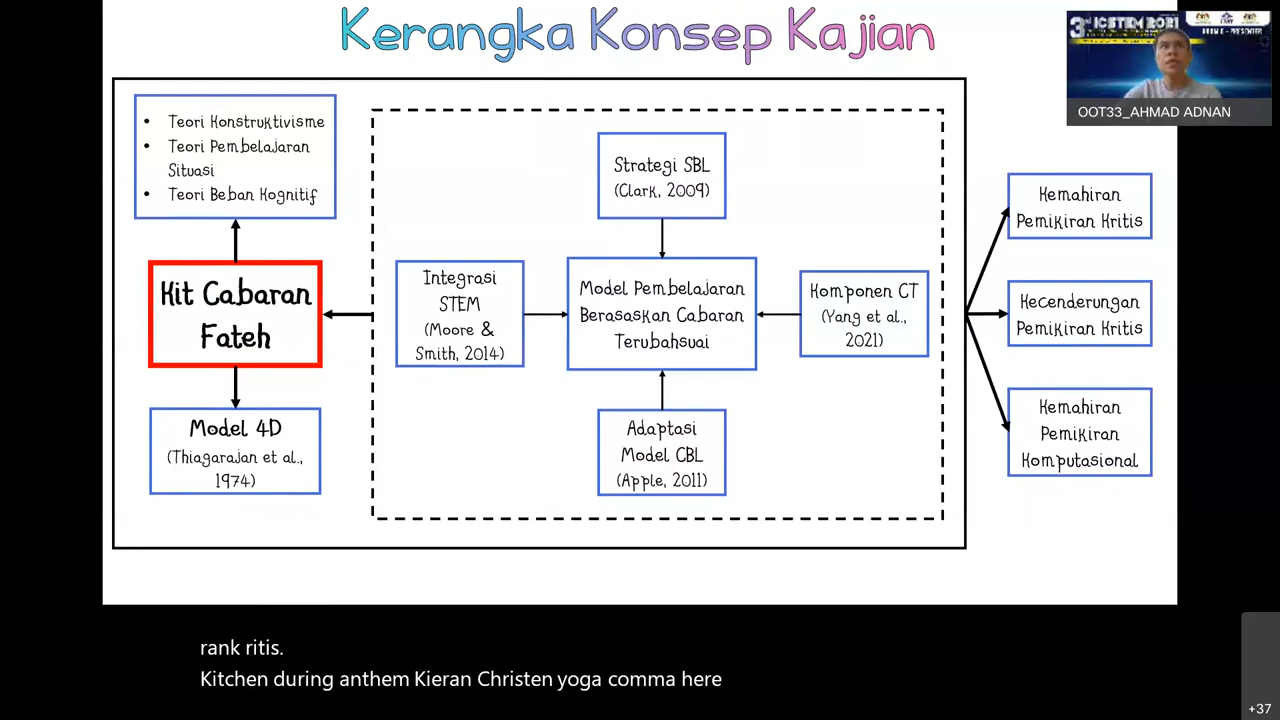 Kerangka Konsep Kajian
• Teori Konstruktivisme
• Teori Pembelajaran
Situasi
• Teori Beban Kognitif
Kit Cabaran
Fateh
Model 4D
(Thiagarajan et al.,
1974)
Strategi SBL
(Clark, 2009)
Integrasi
STEM
(Moore &
Smith, 2014)
Model Pembelajaran
Berasaskan Cabaran
Terubahsuai
Komponen CT
(Yang et al.,
2021)
Adaptasi
Model CBL
(Apple, 2011)
Kemahiran
Pemikiran Kritis
Kecenderungan
Pemikiran Kritis
Kemahiran
Pemikiran
Komputasional
OOT33_AHMAD ADNAN
rank ritis.
Kitchen during anthem Kieran Christen yoga comma here
+37